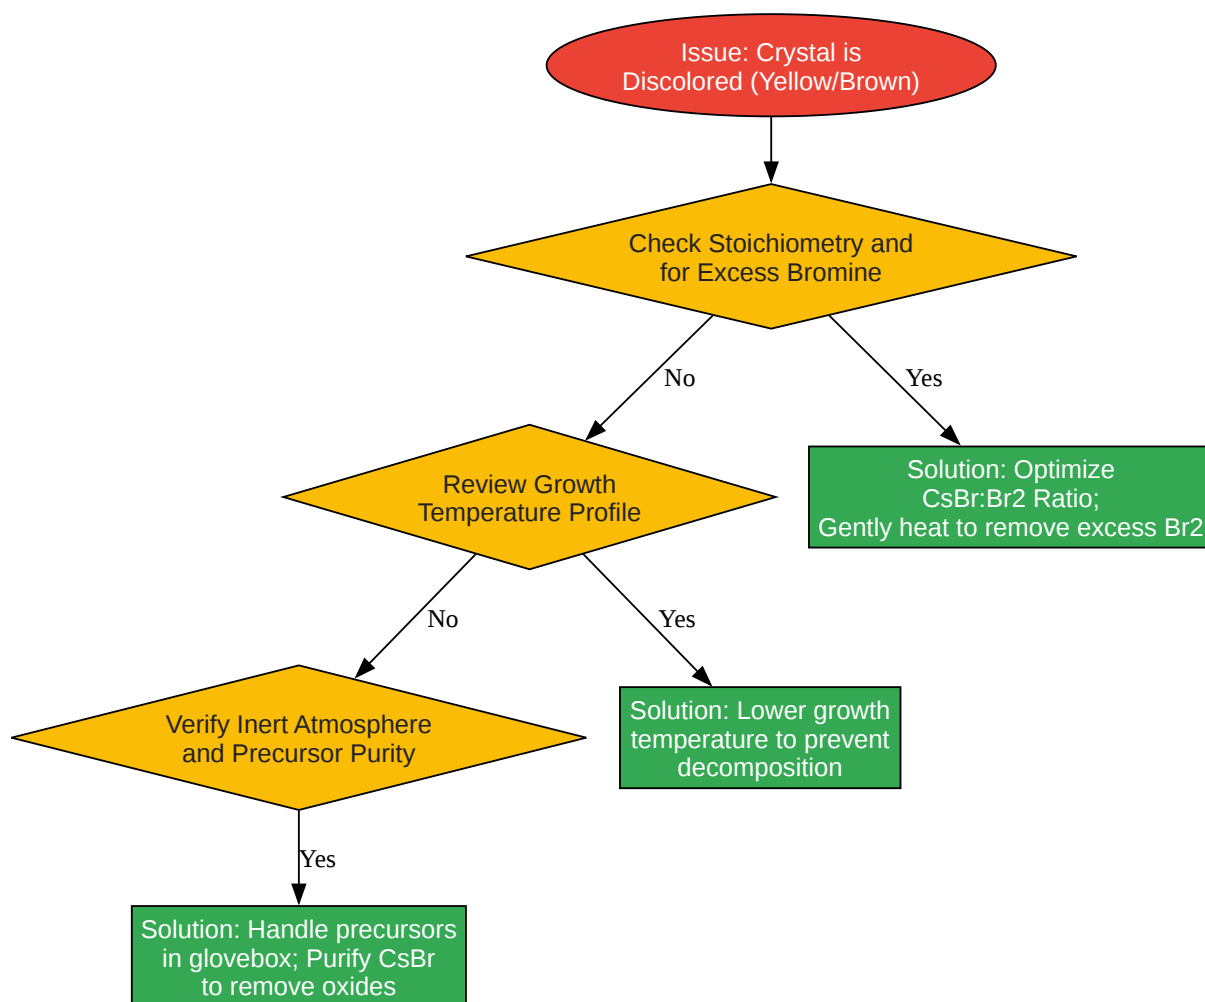 Issue: Crystal is
Discolored (Yellow/Brown)
Check Stoichiometry and
for Excess Bromine
No
Yes
Review Growth
Temperature Profile
Solution: Optimize
CsBr:Br2 Ratio;
Gently heat to remove excess Br2
No
Yes
Verify Inert Atmosphere
and Precursor Purity
Solution: Lower growth
temperature to prevent
decomposition
Yes
Solution: Handle precursors
in glovebox; Purify CsBr
to remove oxides